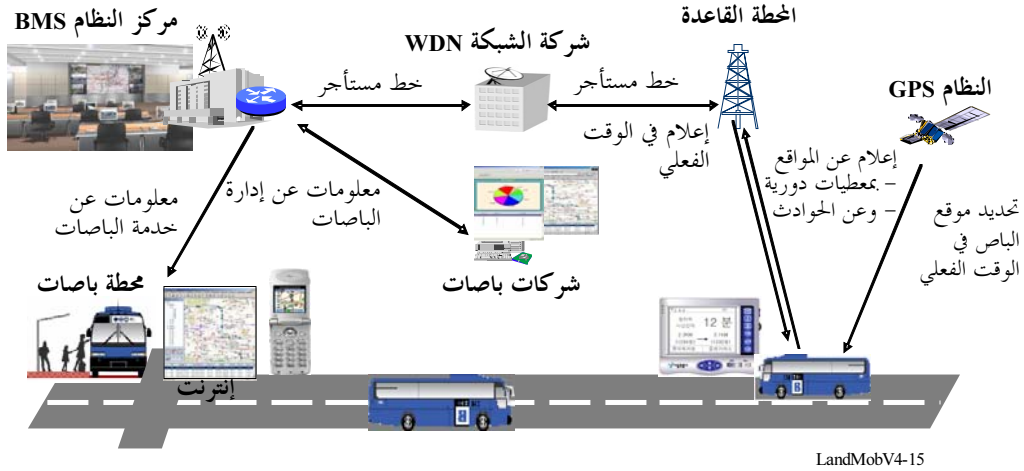 مركز النظام BMS
شركة الشبكة WDN
المحطة القاعدة
النظام GPS
خط مستأجر
خط مستأجر
إعلام في الوقت
الفعلي
إعلام عن المواقع
– بمعطيات دورية
– وعن الحوادث
تحديد موقع
الباص في
الوقت الفعلي
معلومات عن
خدمة الباصات
معلومات عن إدارة
الباصات
محطة باصات
شركات باصات
إنترنت
12 분
B
B
LandMobV4-15